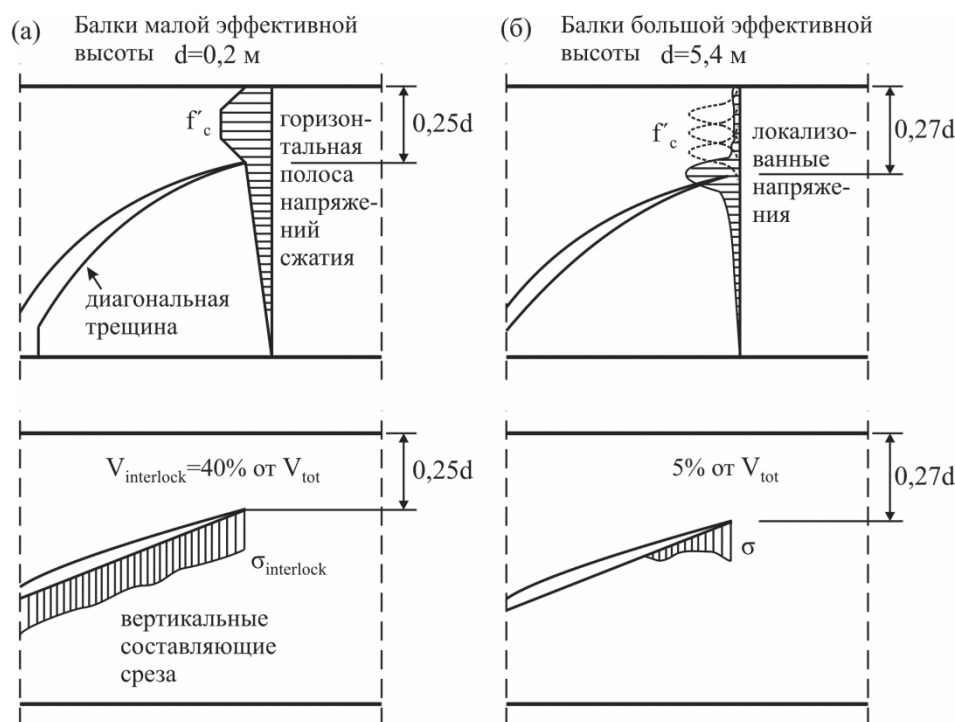 (а)
Балки малой эффективной
высоты d=0,2 м
f´c
горизон-
тальная
полоса
напряже-
ний
сжатия
0,25d
диагональная
трещина
(б)
Балки большой эффективной
высоты d=5,4 м
f´c
локализо-
ванные
напряже-
ния
0,27d
Vinterlock=40% от Vtot
0,25d
σinterlock
вертикальные
составляющие
среза
5% от Vtot
0,27d
σ